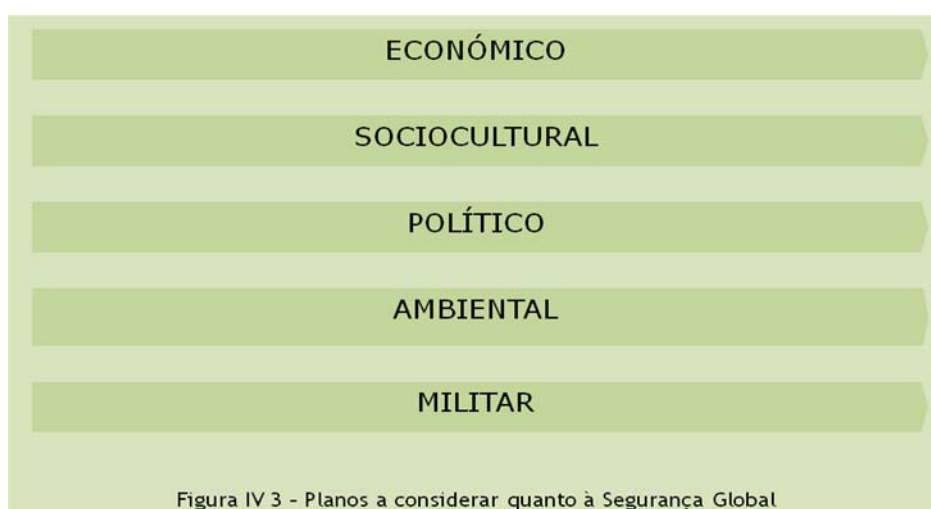 ECONÓMICO
SOCIOCULTURAL
POLÍTICO
AMBIENTAL
MILITAR
Figura IV 3 - Planos a considerar quanto à Segurança Global